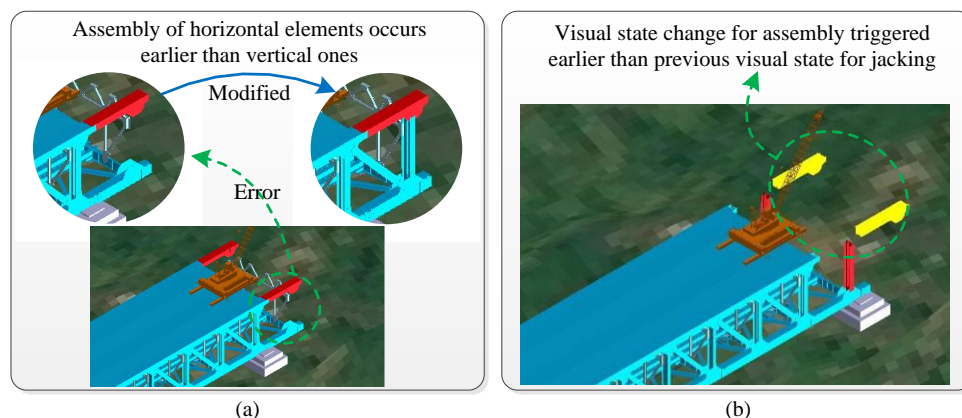 Assembly of horizontal elements occurs
earlier than vertical ones
Modified
Error
(a)
Visual state change for assembly triggered
earlier than previous visual state for jacking
(b)